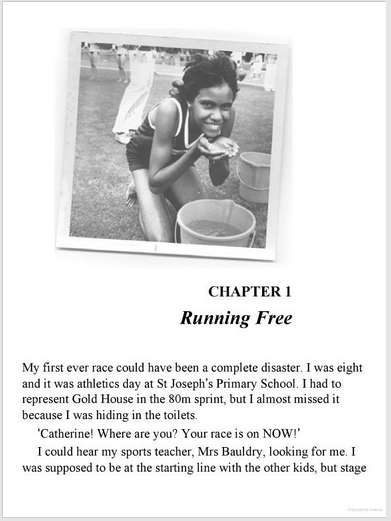 CHAPTER 1
Running Free
My first ever race could have been a complete disaster. I was eight
and it was athletics day at St Joseph's Primary School. I had to
represent Gold House in the 80m sprint, but I almost missed it
because I was hiding in the toilets.
'Catherine! Where are you? Your race is on NOW!'
I could hear my sports teacher, Mrs Bauldry, looking for me. I
was supposed to be at the starting line with the other kids, but stage
Copyrighted material